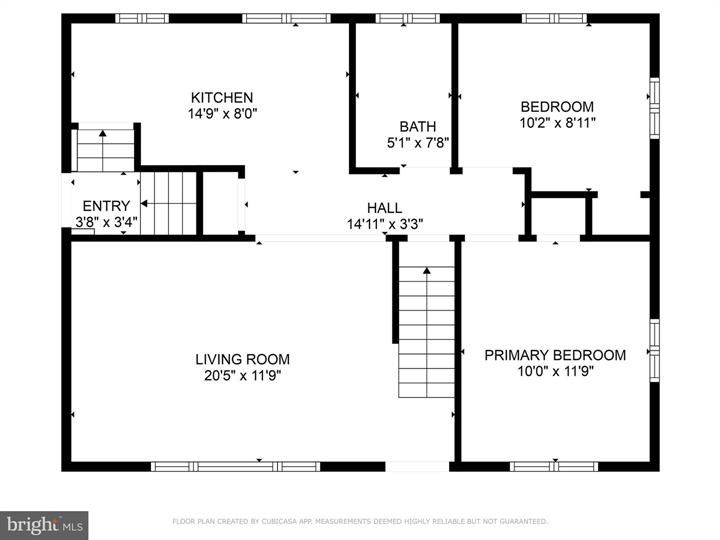 KITCHEN
14'9" x 8'0"
BATH
5'1" x 7'8"
BEDROOM
10'2" x 8'11"
ENTRY
3'8" x 3'4"
HALL
14'11" x 3'3"
LIVING ROOM
20'5" x 11'9"
PRIMARY BEDROOM
10'0" x 11'9"
bright MLS
FLOOR PLAN CREATED BY CUBICASA APP. MEASUREMENTS DEEMED HIGHLY RELIABLE BUT NOT GUARANTEED.